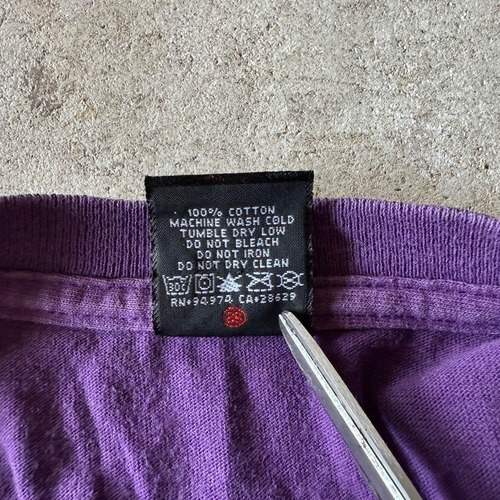 100% COTTON
MACHINE WASH COLD
TUMBLE DRY LOW
DO NOT BLEACH
DO NOT IRON
DO NOT DRY CLEAN
30°
RN*94974 CA*28629